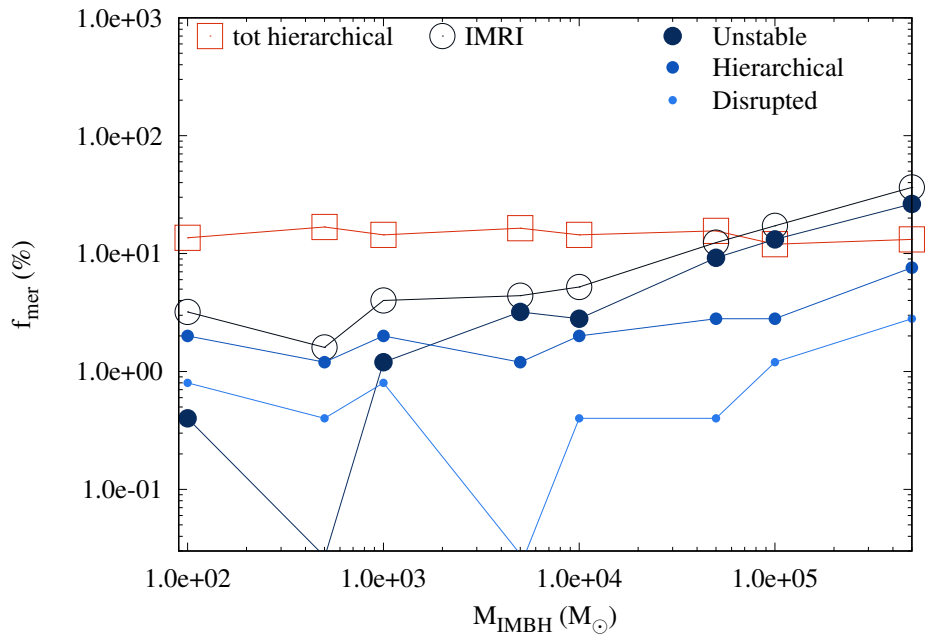 1.0e+03
tot hierarchical IMRI Unstable
Hierarchical
Disrupted
1.0e+02
1.0e+01
1.0e+00
1.0e-01
f_mer (%)
1.0e+02 1.0e+03 1.0e+04 1.0e+05
M_IMBH (M_⊙)